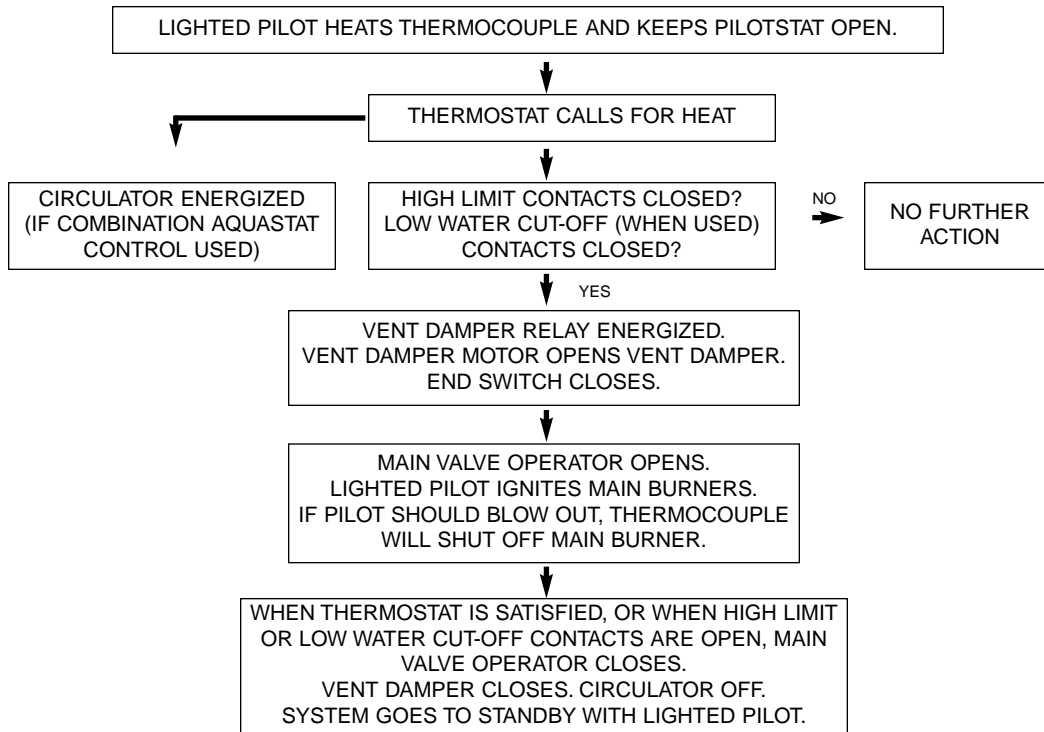 LIGHTED PILOT HEATS THERMOCOUPLE AND KEEPS PILOTSTAT OPEN.
THERMOSTAT CALLS FOR HEAT
CIRCULATOR ENERGIZED
(IF COMBINATION AQUASTAT
CONTROL USED)
HIGH LIMIT CONTACTS CLOSED?
LOW WATER CUT-OFF (WHEN USED)
CONTACTS CLOSED?
NO
NO FURTHER
ACTION
YES
VENT DAMPER RELAY ENERGIZED.
VENT DAMPER MOTOR OPENS VENT DAMPER.
END SWITCH CLOSES.
MAIN VALVE OPERATOR OPENS.
LIGHTED PILOT IGNITES MAIN BURNERS.
IF PILOT SHOULD BLOW OUT, THERMOCOUPLE
WILL SHUT OFF MAIN BURNER.
WHEN THERMOSTAT IS SATISFIED, OR WHEN HIGH LIMIT
OR LOW WATER CUT-OFF CONTACTS ARE OPEN, MAIN
VALVE OPERATOR CLOSES.
VENT DAMPER CLOSES. CIRCULATOR OFF.
SYSTEM GOES TO STANDBY WITH LIGHTED PILOT.